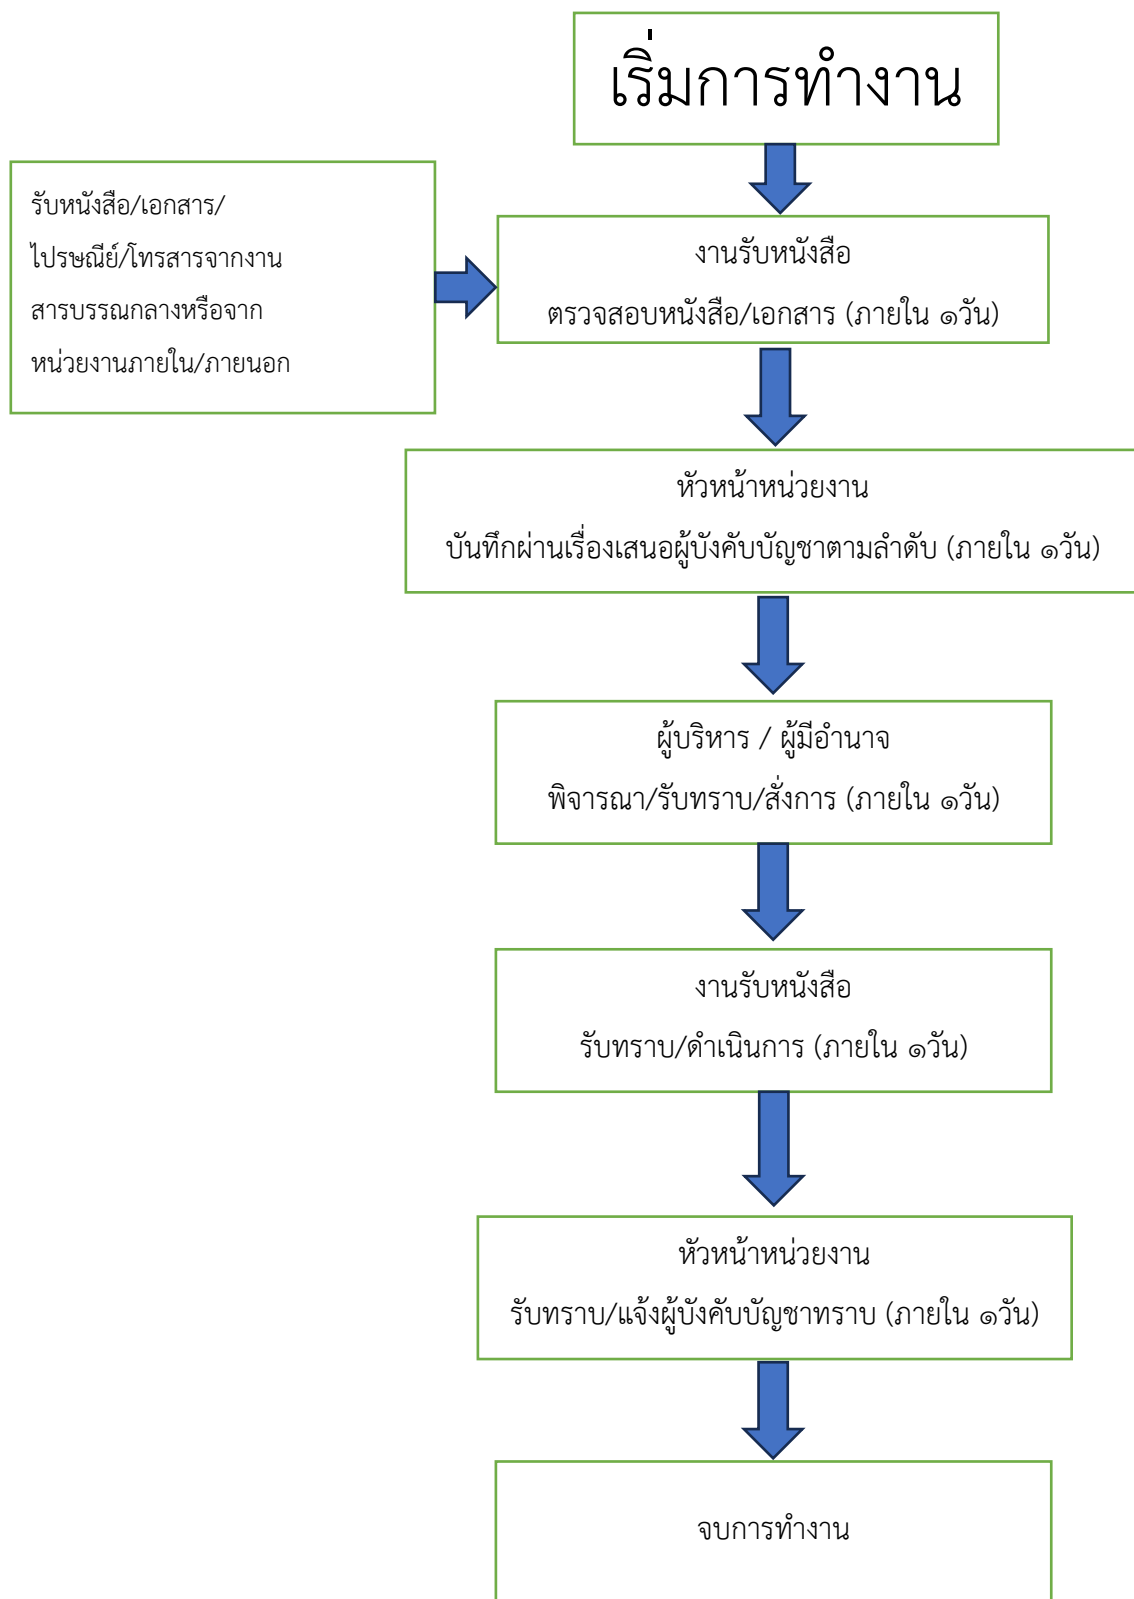 เริ่มการทำงาน
รับหนังสือ/เอกสาร/
ไปรษณีย์/โทรสารจากงาน
สารบรรณกลางหรือจาก
หน่วยงานภายใน/ภายนอก
งานรับหนังสือ
ตรวจสอบหนังสือ/เอกสาร (ภายใน ๑วัน)
หัวหน้าหน่วยงาน
บันทึกผ่านเรื่องเสนอผู้บังคับบัญชาตามลำดับ (ภายใน ๑วัน)
ผู้บริหาร / ผู้มีอำนาจ
พิจารณา/รับทราบ/สั่งการ (ภายใน ๑วัน)
งานรับหนังสือ
รับทราบ/ดำเนินการ (ภายใน ๑วัน)
หัวหน้าหน่วยงาน
รับทราบ/แจ้งผู้บังคับบัญชาทราบ (ภายใน ๑วัน)
จบการทำงาน